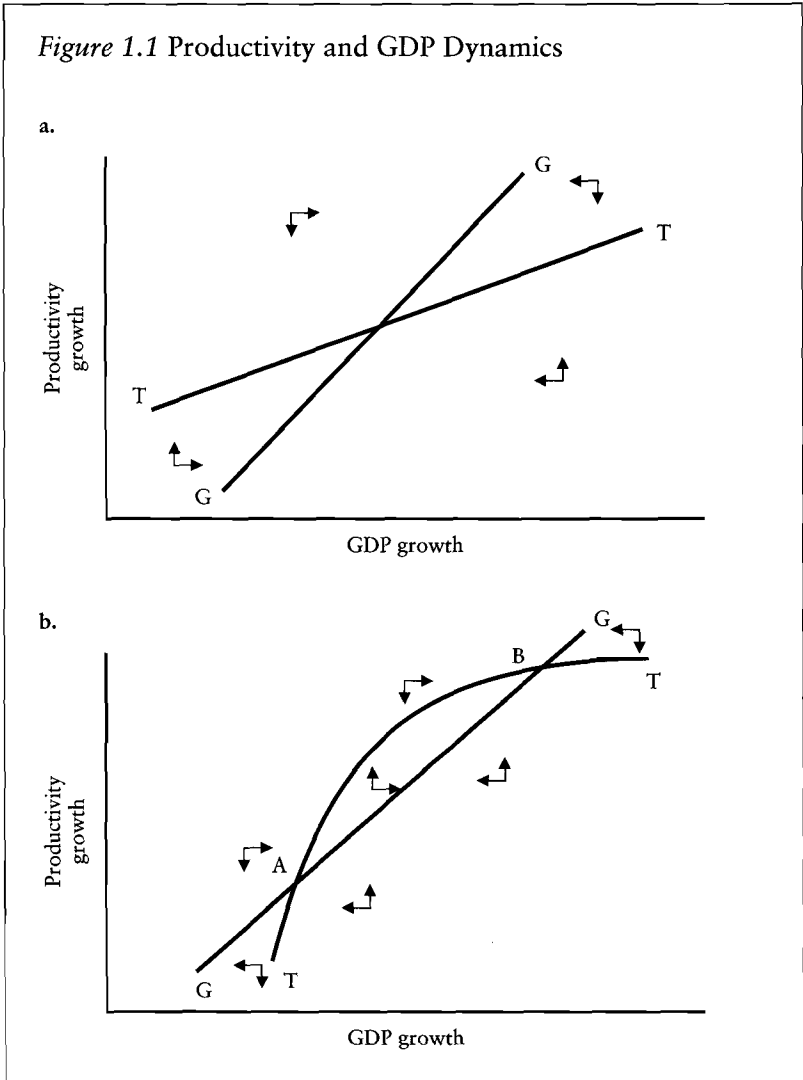 Figure 1.1 Productivity and GDP Dynamics
a.
G
T
Productivity
growth
T
G
GDP growth
b.
G
B
T
Productivity
growth
A
T
G
GDP growth